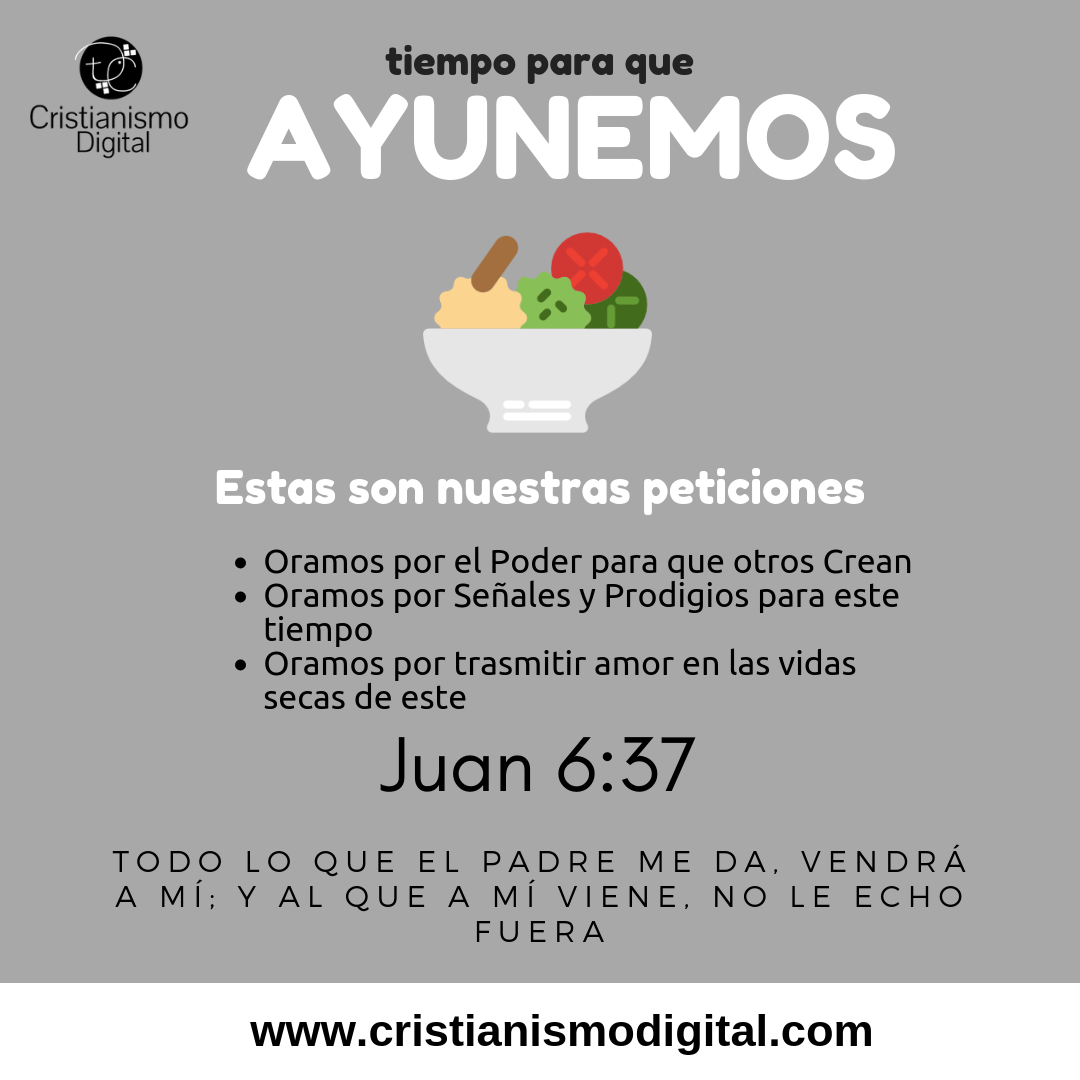 Cristianismo
Digital
tiempo para que
AYUNEMOS
Estas son nuestras peticiones
• Oramos por el Poder para que otros Crean
• Oramos por Señales y Prodigios para este
tiempo
• Oramos por trasmitir amor en las vidas
secas de este
Juan 6:37
TODO LO QUE EL PADRE ME DA, VENDRÁ
A MÍ; Y AL QUE A MÍ VIENE, NO LE ECHO
FUERA
www.cristianismodigital.com